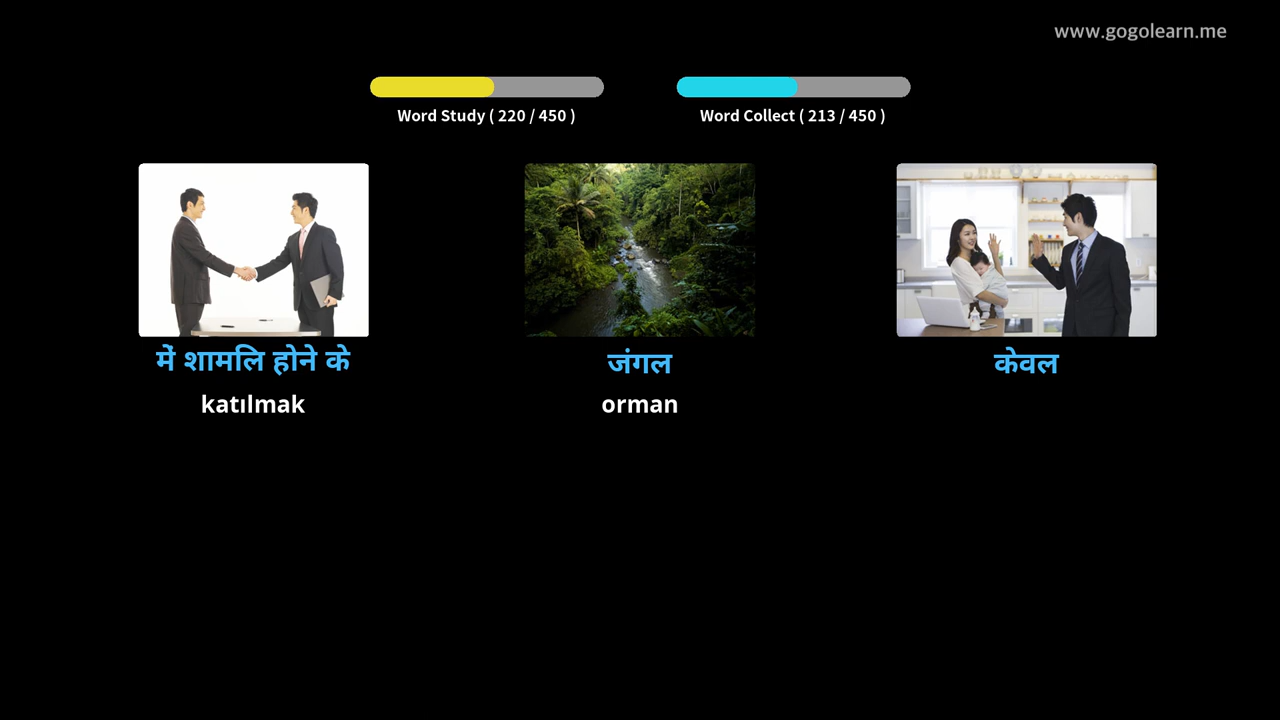 www.gogolearn.me
Word Study ( 220 / 450 )
Word Collect ( 213 / 450 )
में शामलि होने के
जंगल
केवल
katılmak
orman